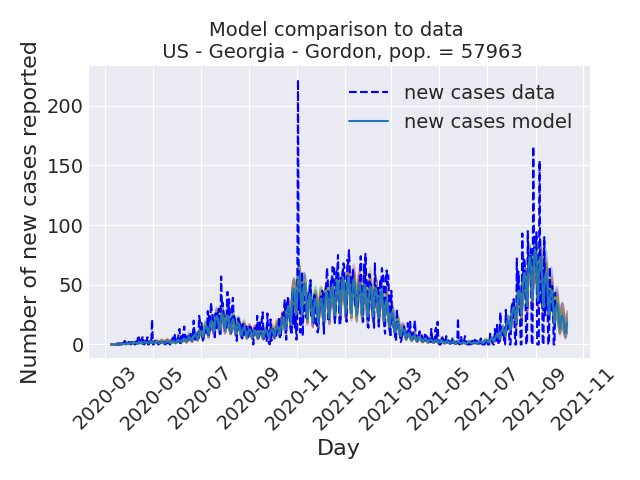 Model comparison to data
US - Georgia - Gordon, pop. = 57963
Number of new cases reported
200
150
100
50
0
new cases data
new cases model
2020-03
2020-05
2020-07
2020-09
2020-11
2021-01
2021-03
2021-05
2021-07
2021-09
2021-11
Day